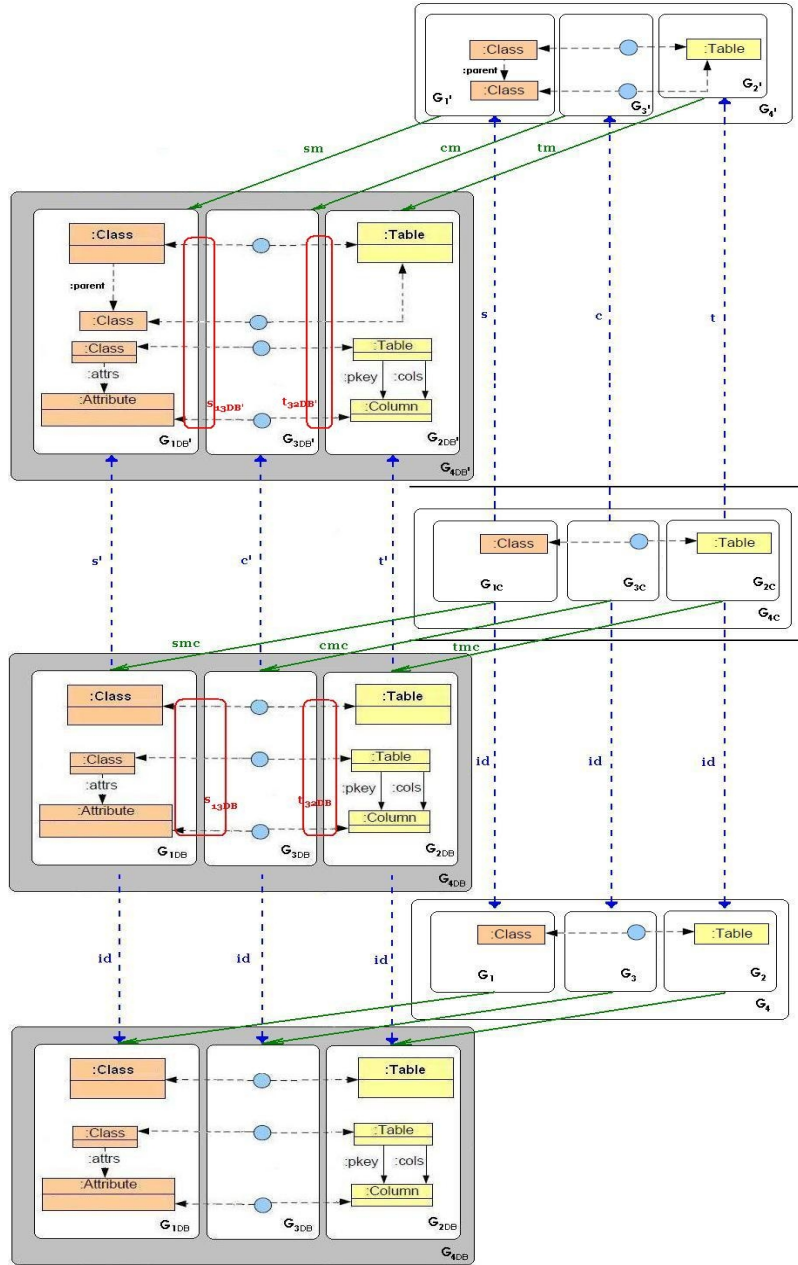 :Class
:Table
:parent
:Class
G1'
G3'
G2'
G4'
sm
cm
tm
:Class
:Table
:parent
:Class
:Class
:Table
:attrs
:pkey
:cols
:Attribute
:Column
s13DB'
t32DB'
G1DB'
G3DB'
G2DB'
G4DB'
s
c
t
s'
c'
t'
:Class
:Table
G1C
G3C
G2C
G4C
smc
cmc
tmc
:Class
:Table
:Class
:Table
:attrs
:pkey
:cols
:Attribute
:Column
s13DB
t32DB
G1DB
G3DB
G2DB
G4DB
id
id
id
id
id
id
:Class
:Table
G1
G3
G2
G4
:Class
:Table
:Class
:Table
:attrs
:pkey
:cols
:Attribute
:Column
G1DB
G3DB
G2DB
G4DB